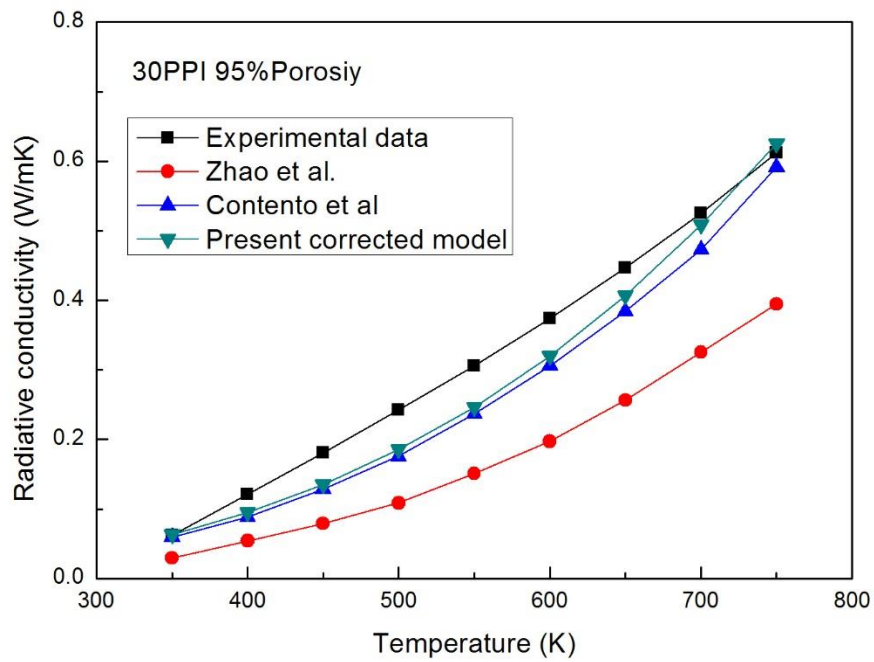 30PPI 95%Porosiy
Experimental data
Zhao et al.
Contento et al
Present corrected model
Radiative conductivity (W/mK)
0.8
0.6
0.4
0.2
0.0
300 400 500 600 700 800
Temperature (K)